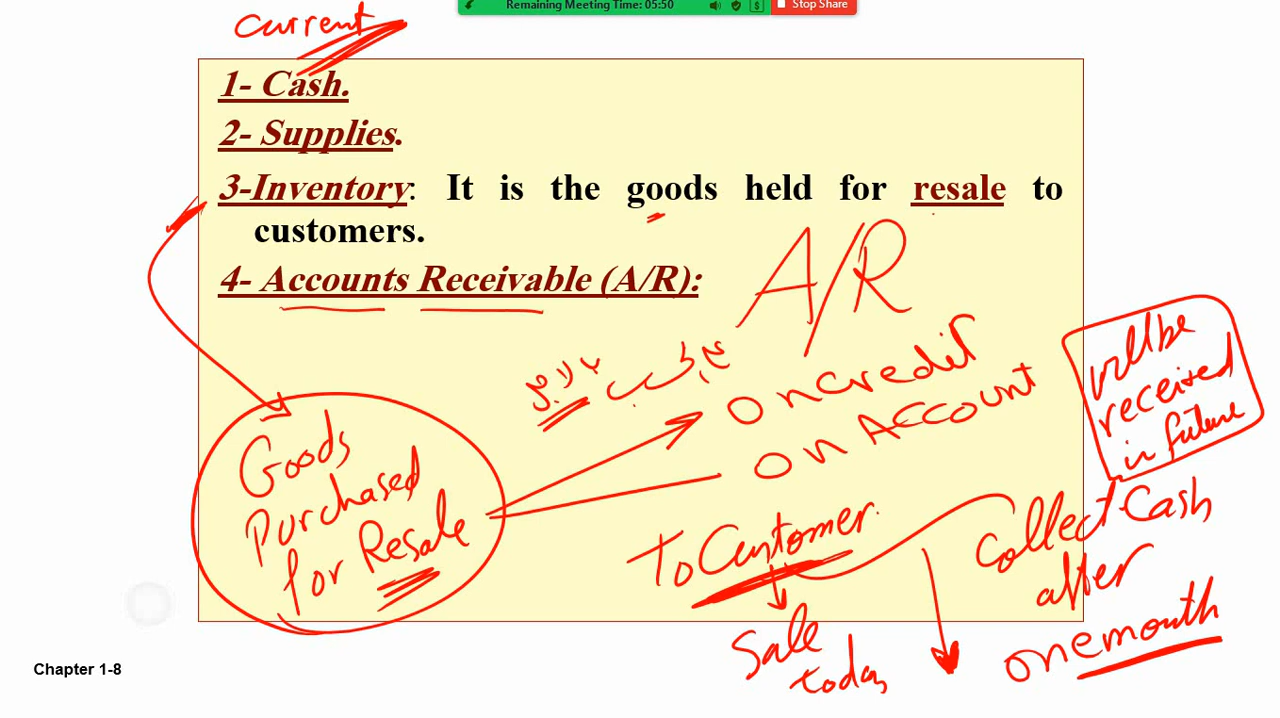 Remaining Meeting Time: 05:50
$
Stop Share
Current
1- Cash.
2- Supplies.
3-Inventory: It is the goods held for resale to
customers.
4- Accounts Receivable (A/R):
A/R
on credit
on Account
To Customer.
Sale
today
Goods
Purchased
for Resale
will be
received
in future
Collect Cash
after
one mouth
Chapter 1-8